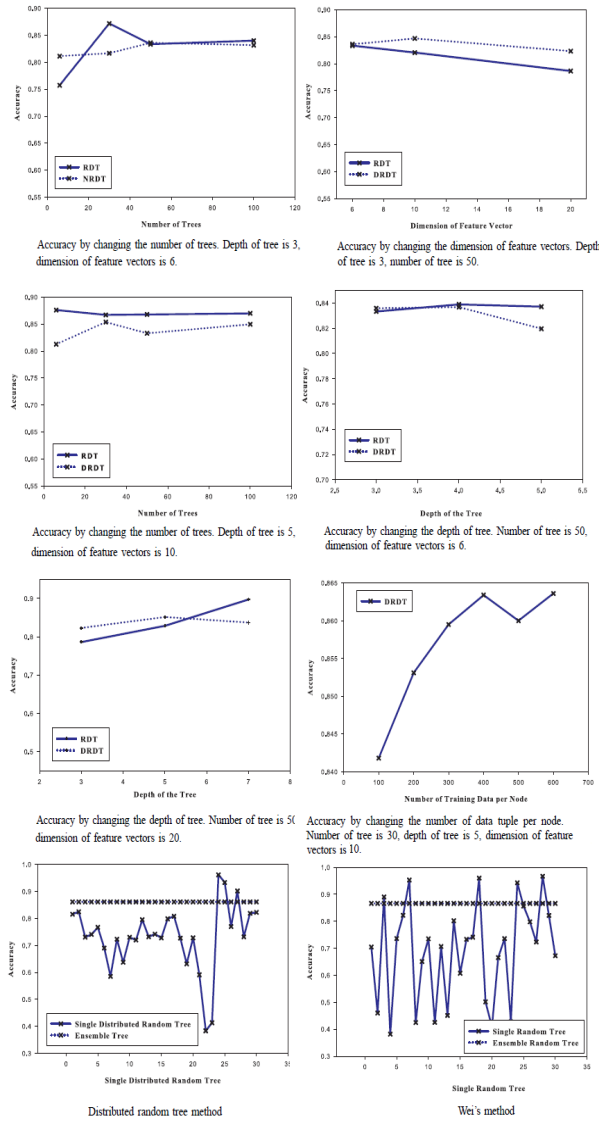 0,90
0,85
0,80
0,75
0,70
0,65
0,60
0,55
Accuracy
RDT
NRDT
0 20 40 60 80 100 120
Number of Trees
Accuracy by changing the number of trees. Depth of tree is 3,
dimension of feature vectors is 6.
0,90
0,85
0,80
0,75
0,70
0,65
0,60
0,55
Accuracy
RDT
DRDT
6 8 10 12 14 16 18 20
Dimension of Feature Vector
Accuracy by changing the dimension of feature vectors. Depth
of tree is 3, number of tree is 50.
0,90
0,85
0,80
0,75
0,70
0,65
0,60
0,55
Accuracy
RDT
DRDT
0 20 40 60 80 100 120
Number of Trees
Accuracy by changing the number of trees. Depth of tree is 5,
dimension of feature vectors is 10.
0,84
0,82
0,80
0,78
0,76
0,74
0,72
0,70
Accuracy
RDT
DRDT
2,5 3,0 3,5 4,0 4,5 5,0 5,5
Depth of the Tree
Accuracy by changing the depth of tree. Number of tree is 50,
dimension of feature vectors is 6.
0,9
0,8
0,7
0,6
0,5
Accuracy
RDT
DRDT
2 3 4 5 6 7 8
Depth of the Tree
Accuracy by changing the depth of tree. Number of tree is 50
dimension of feature vectors is 20.
0,865
0,860
0,855
0,850
0,845
0,840
Accuracy
DRDT
0 100 200 300 400 500 600 700
Number of Training Data per Node
Accuracy by changing the number of data tuple per node.
Number of tree is 30, depth of tree is 5, dimension of feature
vectors is 10.
1,0
0,9
0,8
0,7
0,6
0,5
0,4
0,3
Accuracy
Single Distributed Random Tree
Ensemble Tree
0 5 10 15 20 25 30 35
Single Distributed Random Tree
Distributed random tree method
1,0
0,9
0,8
0,7
0,6
0,5
0,4
0,3
Accuracy
Single Random Tree
Ensemble Random Tree
0 5 10 15 20 25 30 35
Single Random Tree
Wei's method